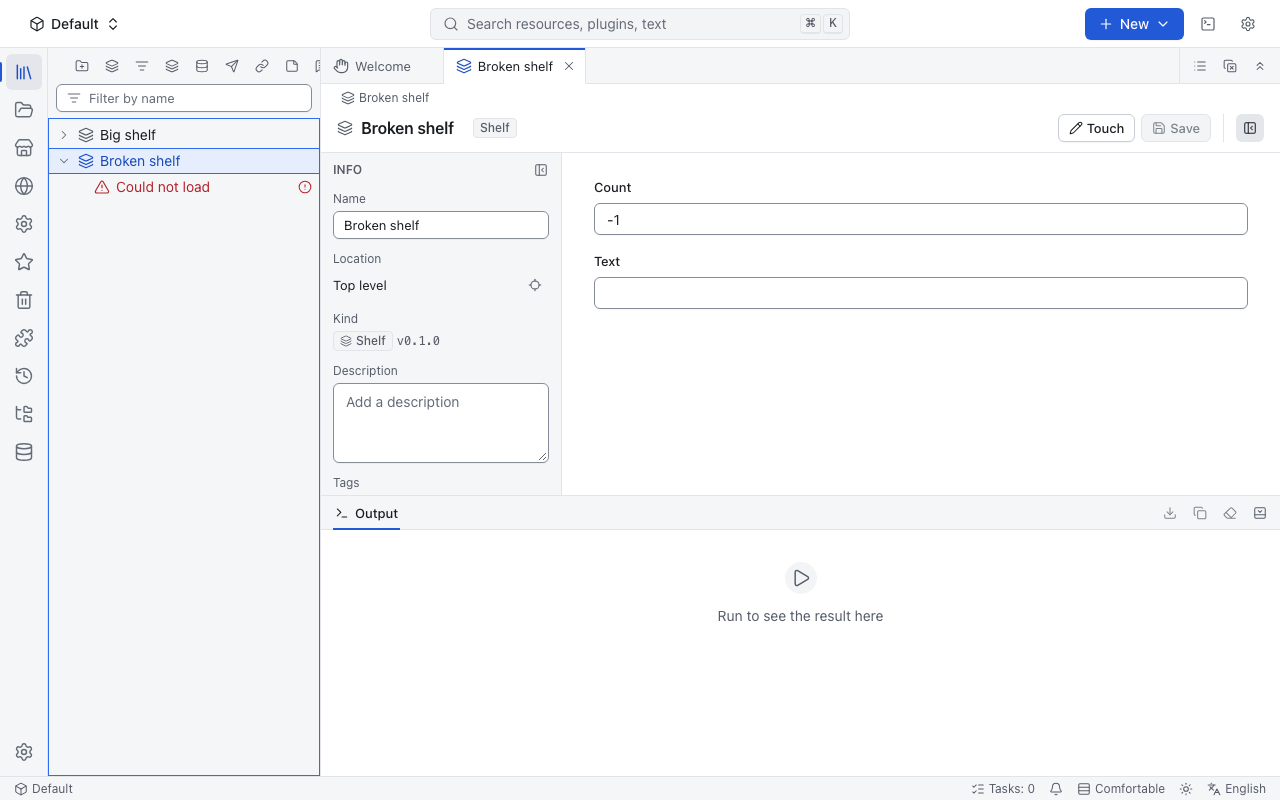 Default
Search resources, plugins, text
⌘ K
New
Welcome
Broken shelf
Filter by name
Big shelf
Broken shelf
Could not load
Broken shelf
Broken shelf
Shelf
Touch
Save
INFO
Name
Broken shelf
Location
Top level
Kind
Shelf v0.1.0
Description
Add a description
Tags
Count
-1
Text
Output
Run to see the result here
Default
Tasks: 0
Comfortable
English